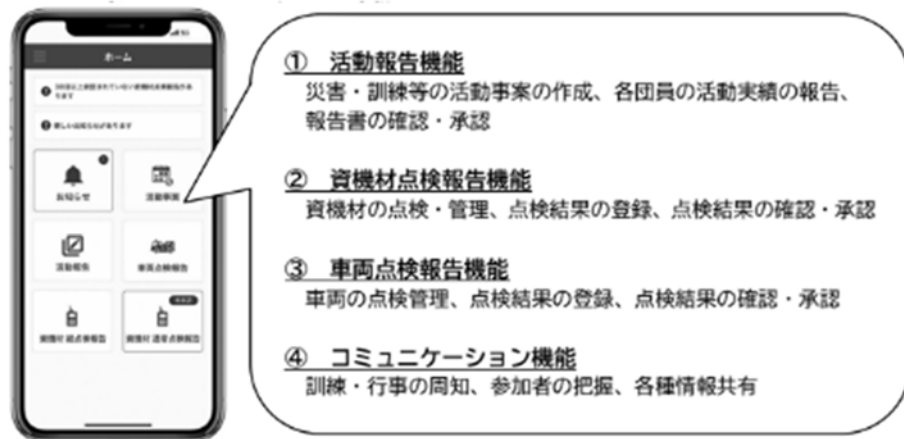 ホーム
お知らせ
活動事案
活動報告
車両点検報告
① 活動報告機能
災害・訓練等の活動事案の作成、各団員の活動実績の報告、
報告書の確認・承認
② 資機材点検報告機能
資機材の点検・管理、点検結果の登録、点検結果の確認・承認
③ 車両点検報告機能
車両の点検管理、点検結果の登録、点検結果の確認・承認
④ コミュニケーション機能
訓練・行事の周知、参加者の把握、各種情報共有